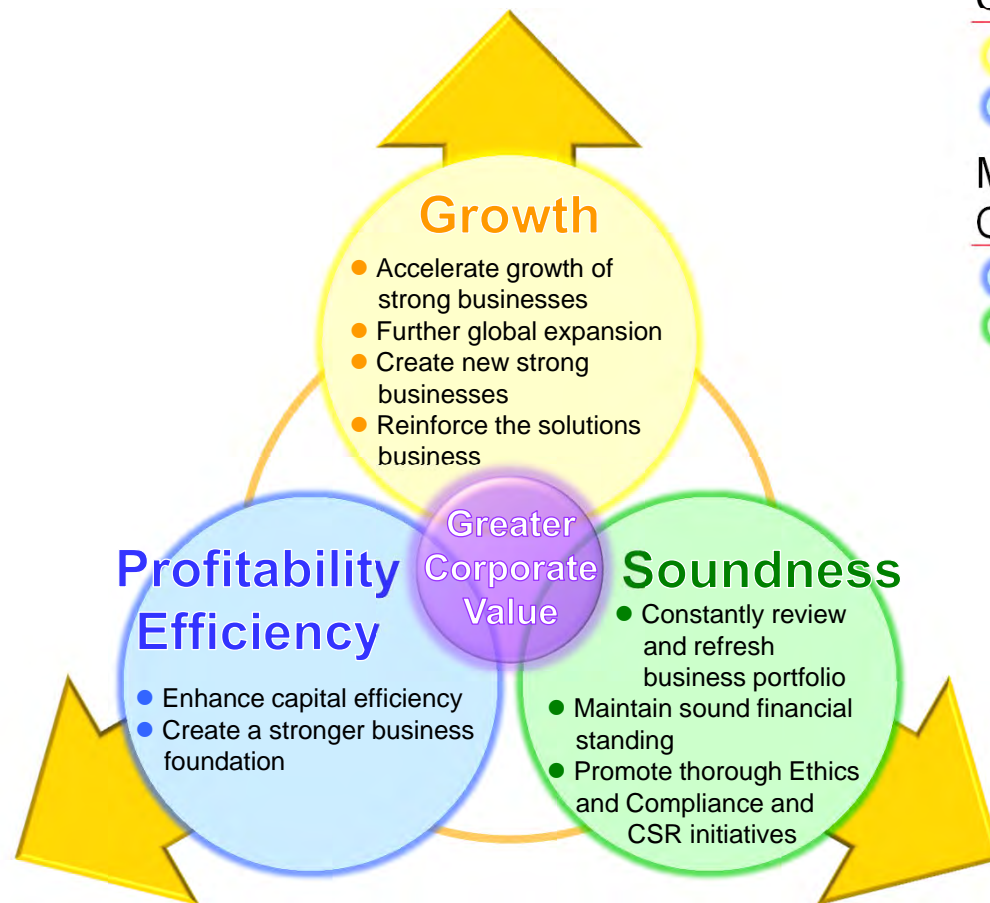 Growth
● Accelerate growth of
strong businesses
● Further global expansion
● Create new strong
businesses
● Reinforce the solutions
business
Greater
Corporate
Value
Profitability
Efficiency
● Enhance capital efficiency
● Create a stronger business
foundation
Soundness
● Constantly review
and refresh
business portfolio
● Maintain sound financial
standing
● Promote thorough Ethics
and Compliance and
CSR initiatives